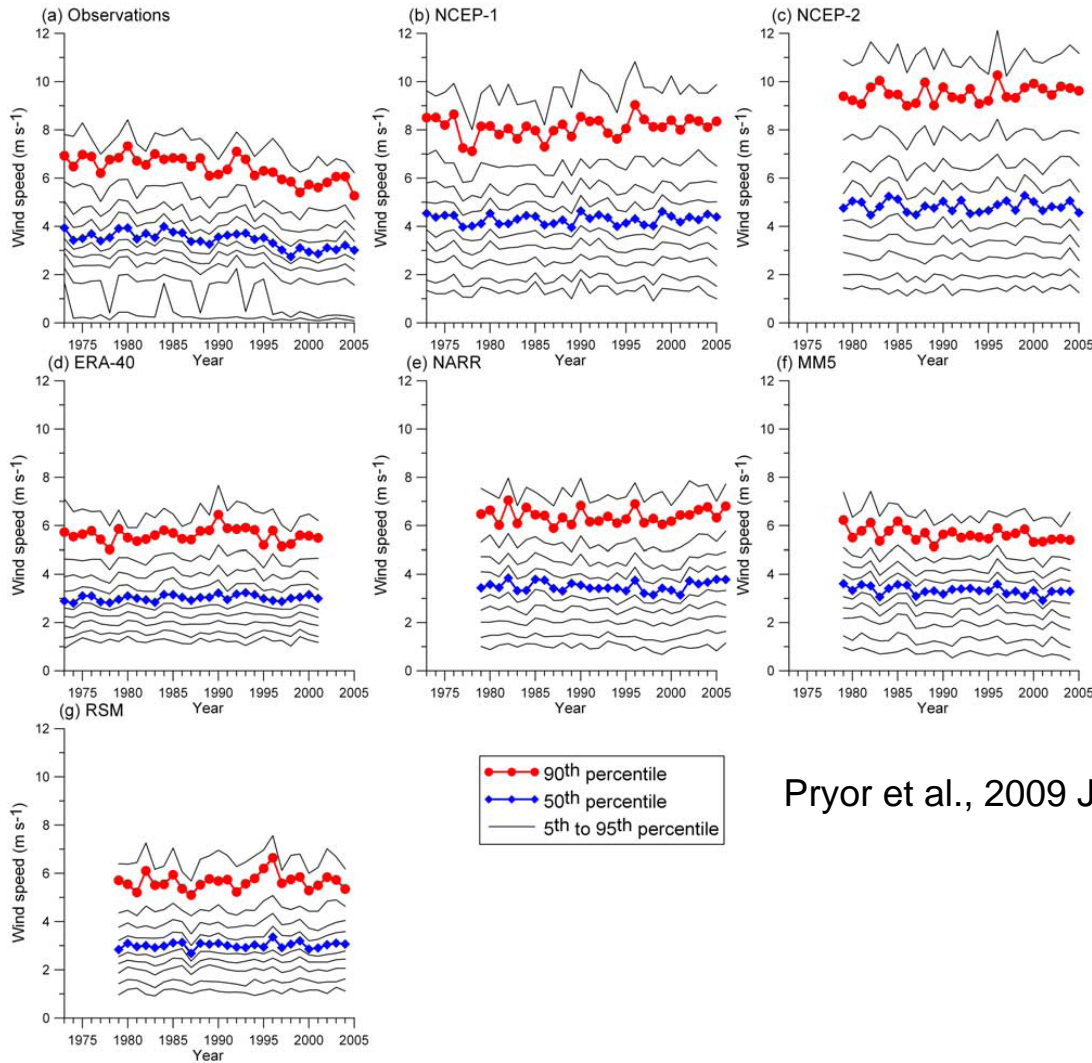 (a) Observations
Wind speed (m s-1)
12
10
8
6
4
2
0
1975 1980 1985 1990 1995 2000 2005
Year
(b) NCEP-1
Wind speed (m s-1)
12
10
8
6
4
2
0
1975 1980 1985 1990 1995 2000 2005
Year
(c) NCEP-2
Wind speed (m s-1)
12
10
8
6
4
2
0
1975 1980 1985 1990 1995 2000 2005
Year
(d) ERA-40
Wind speed (m s-1)
12
10
8
6
4
2
0
1975 1980 1985 1990 1995 2000 2005
Year
(e) NARR
Wind speed (m s-1)
12
10
8
6
4
2
0
1975 1980 1985 1990 1995 2000 2005
Year
(f) MM5
Wind speed (m s-1)
12
10
8
6
4
2
0
1975 1980 1985 1990 1995 2000 2005
Year
(g) RSM
Wind speed (m s-1)
12
10
8
6
4
2
0
1975 1980 1985 1990 1995 2000 2005
Year
90th percentile
50th percentile
5th to 95th percentile
Pryor et al., 2009 J